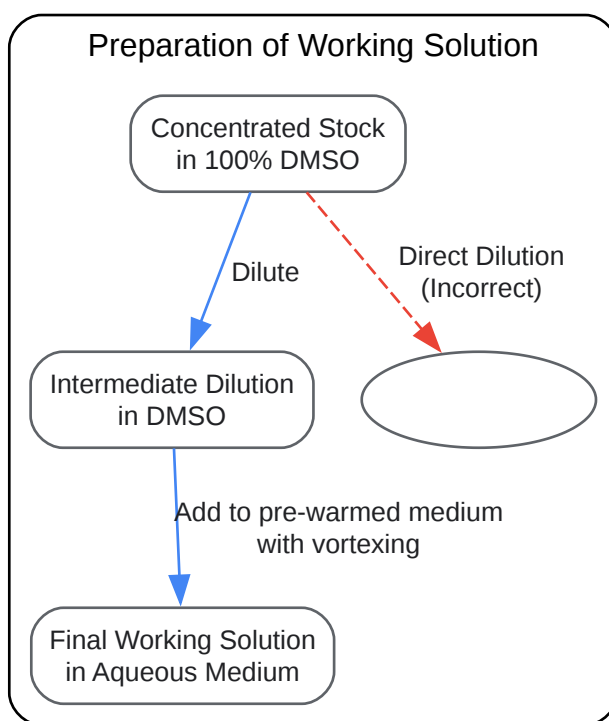 Preparation of Working Solution
Concentrated Stock
in 100% DMSO
Dilute
Direct Dilution
(Incorrect)
Intermediate Dilution
in DMSO
Add to pre-warmed medium
with vortexing
Final Working Solution
in Aqueous Medium